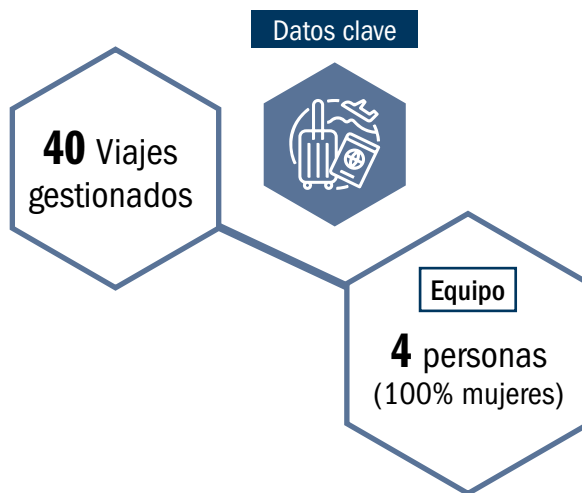 Datos clave
40 Viajes
gestionados
Equipo
4 personas
(100% mujeres)